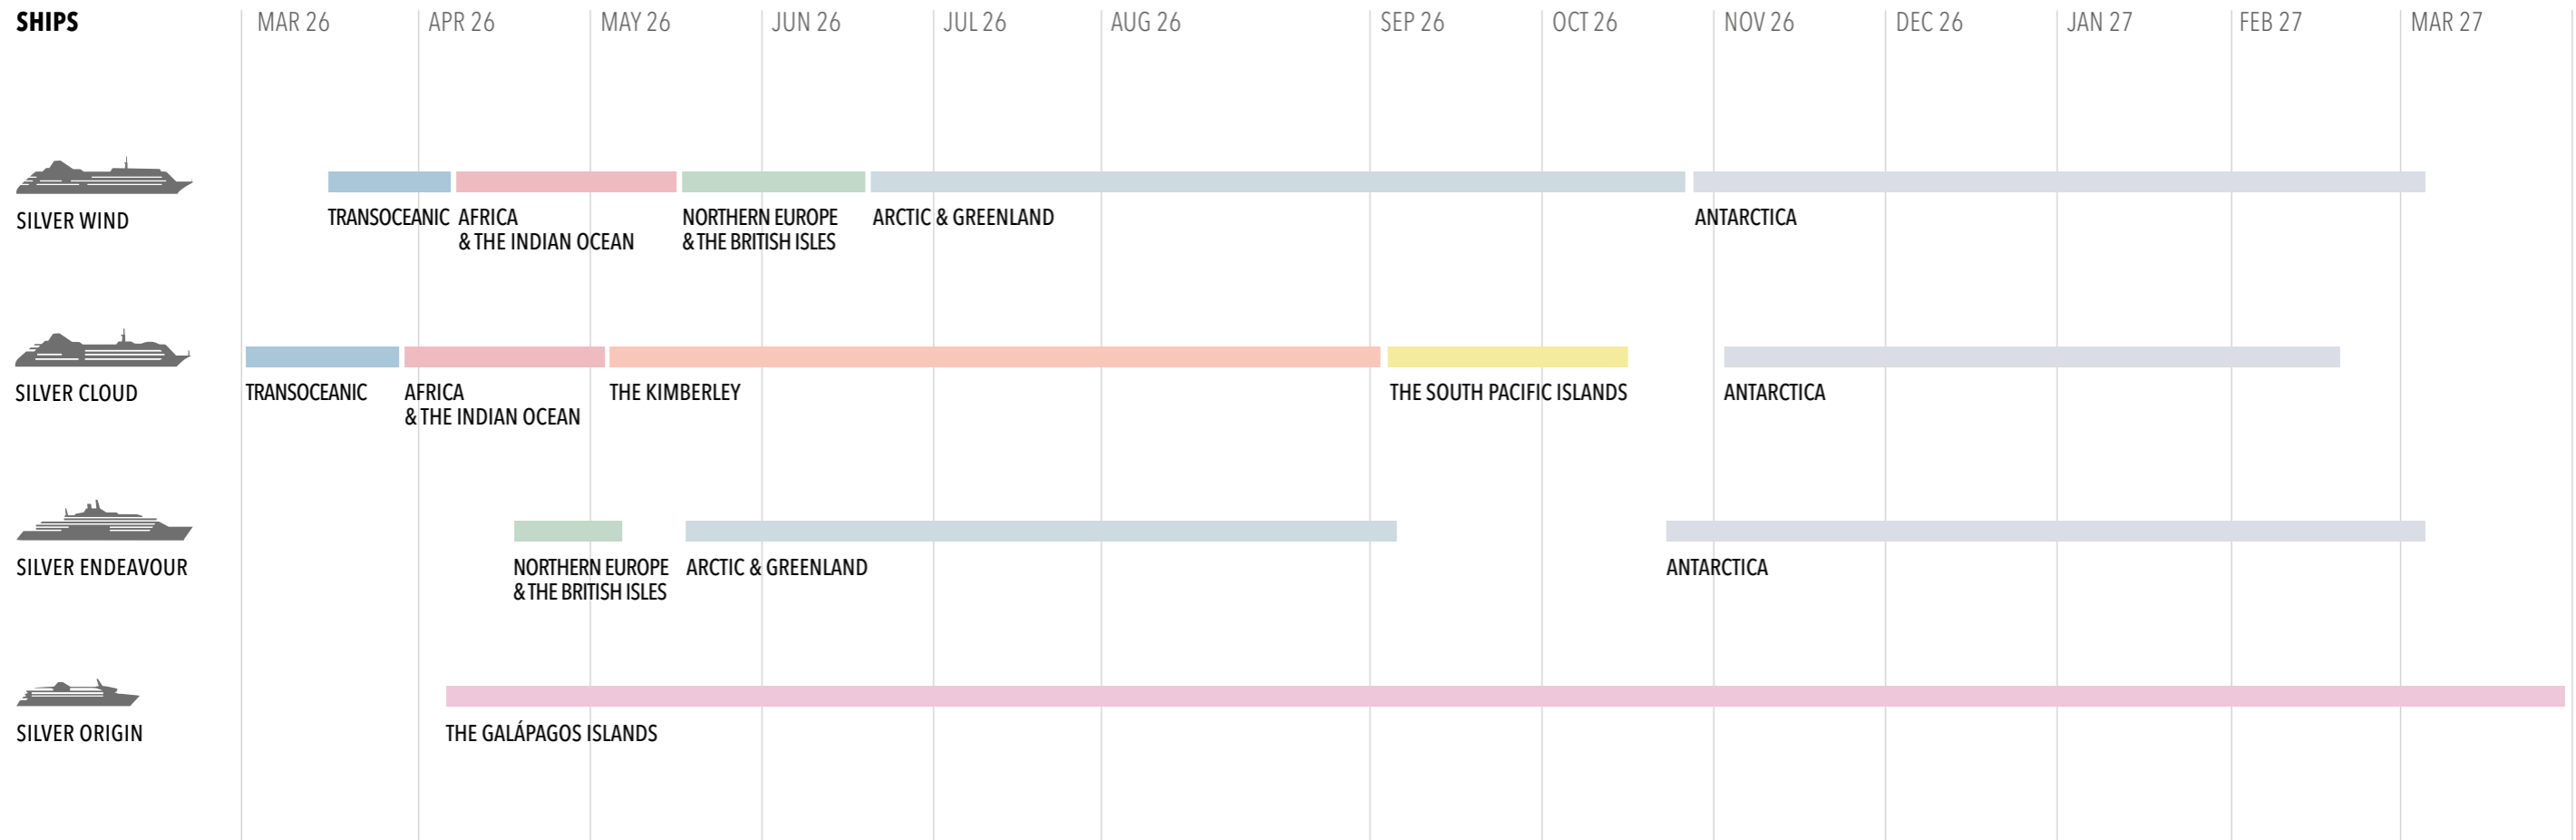 SHIPS
MAR 26
APR 26
MAY 26
JUN 26
JUL 26
AUG 26
SEP 26
OCT 26
NOV 26
DEC 26
JAN 27
FEB 27
MAR 27
SILVER WIND
TRANSOCEANIC
AFRICA
& THE INDIAN OCEAN
NORTHERN EUROPE
& THE BRITISH ISLES
ARCTIC & GREENLAND
ANTARCTICA
SILVER CLOUD
TRANSOCEANIC
AFRICA
& THE INDIAN OCEAN
THE KIMBERLEY
THE SOUTH PACIFIC ISLANDS
ANTARCTICA
SILVER ENDEAVOUR
NORTHERN EUROPE
& THE BRITISH ISLES
ARCTIC & GREENLAND
ANTARCTICA
SILVER ORIGIN
THE GALÁPAGOS ISLANDS